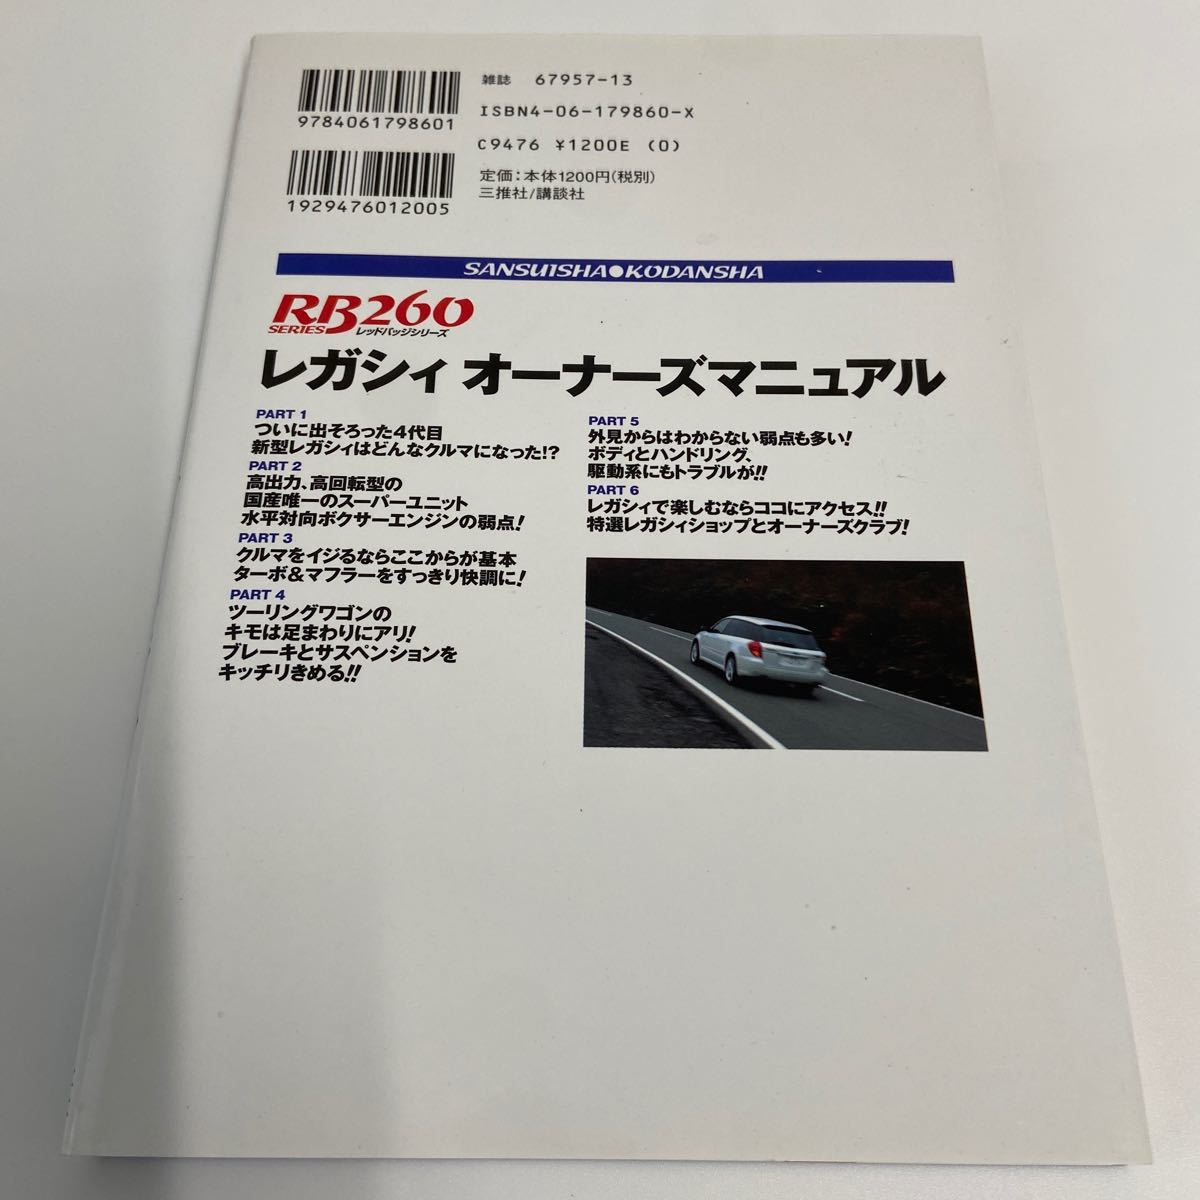 雑誌 67957-13
9784061798601
ISBN4-06-179860-X
C9476 ¥1200E (0)
1929476012005
定価：本体1200円(税別)
三推社/講談社
SANSUISHA●KODANSHA
RB260
SERIES レッドバッジシリーズ
レガシィ オーナーズマニュアル
PART 1
ついに出そろった4代目
新型レガシィはどんなクルマになった!?
PART 2
高出力、高回転型の
国産唯一のスーパーユニット
水平対向ボクサーエンジンの弱点！
PART 3
クルマをイジるならここからが基本
ターボ＆マフラーをすっきり快調に！
PART 4
ツーリングワゴンの
キモは足まわりにアリ！
ブレーキとサスペンションを
キッチリきめる!!
PART 5
外見からはわからない弱点も多い！
ボディとハンドリング、
駆動系にもトラブルが!!
PART 6
レガシィで楽しむならココにアクセス!!
特選レガシィショップとオーナーズクラブ！